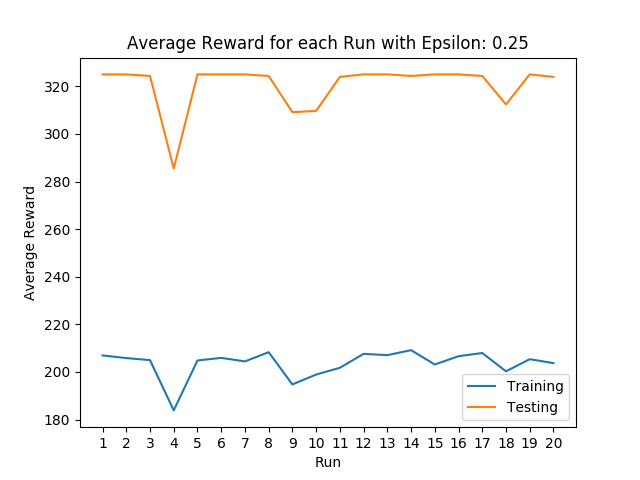 Average Reward for each Run with Epsilon: 0.25
320
300
280
260
240
220
200
180
Average Reward
1 2 3 4 5 6 7 8 9 10 11 12 13 14 15 16 17 18 19 20
Run
Training
Testing